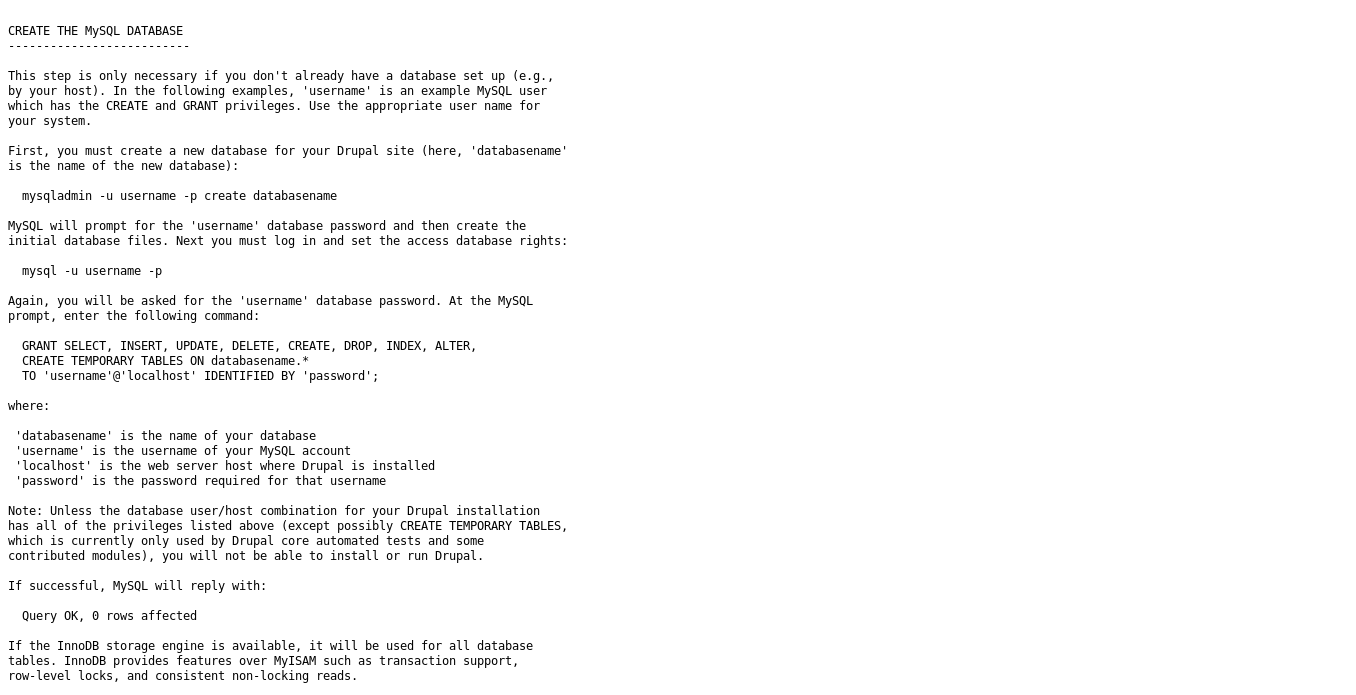 CREATE THE MySQL DATABASE
--------------------------
This step is only necessary if you don't already have a database set up (e.g.,
by your host). In the following examples, 'username' is an example MySQL user
which has the CREATE and GRANT privileges. Use the appropriate user name for
your system.
First, you must create a new database for your Drupal site (here, 'databasename'
is the name of the new database):
mysqladmin -u username -p create databasename
MySQL will prompt for the 'username' database password and then create the
initial database files. Next you must log in and set the access database rights:
mysql -u username -p
Again, you will be asked for the 'username' database password. At the MySQL
prompt, enter the following command:
GRANT SELECT, INSERT, UPDATE, DELETE, CREATE, DROP, INDEX, ALTER,
CREATE TEMPORARY TABLES ON databasename.*
TO 'username'@'localhost' IDENTIFIED BY 'password';
where:
'databasename' is the name of your database
'username' is the username of your MySQL account
'localhost' is the web server host where Drupal is installed
'password' is the password required for that username
Note: Unless the database user/host combination for your Drupal installation
has all of the privileges listed above (except possibly CREATE TEMPORARY TABLES,
which is currently only used by Drupal core automated tests and some
contributed modules), you will not be able to install or run Drupal.
If successful, MySQL will reply with:
Query OK, 0 rows affected
If the InnoDB storage engine is available, it will be used for all database
tables. InnoDB provides features over MyISAM such as transaction support,
row-level locks, and consistent non-locking reads.